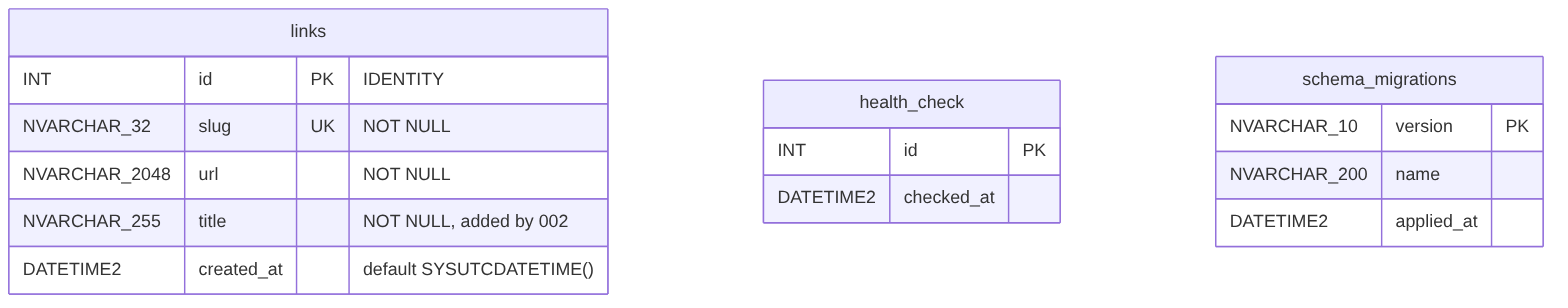 links
INT id PK IDENTITY
NVARCHAR_32 slug UK NOT NULL
NVARCHAR_2048 url NOT NULL
NVARCHAR_255 title NOT NULL, added by 002
DATETIME2 created_at default SYSUTCDATETIME()
health_check
INT id PK
DATETIME2 checked_at
schema_migrations
NVARCHAR_10 version PK
NVARCHAR_200 name
DATETIME2 applied_at